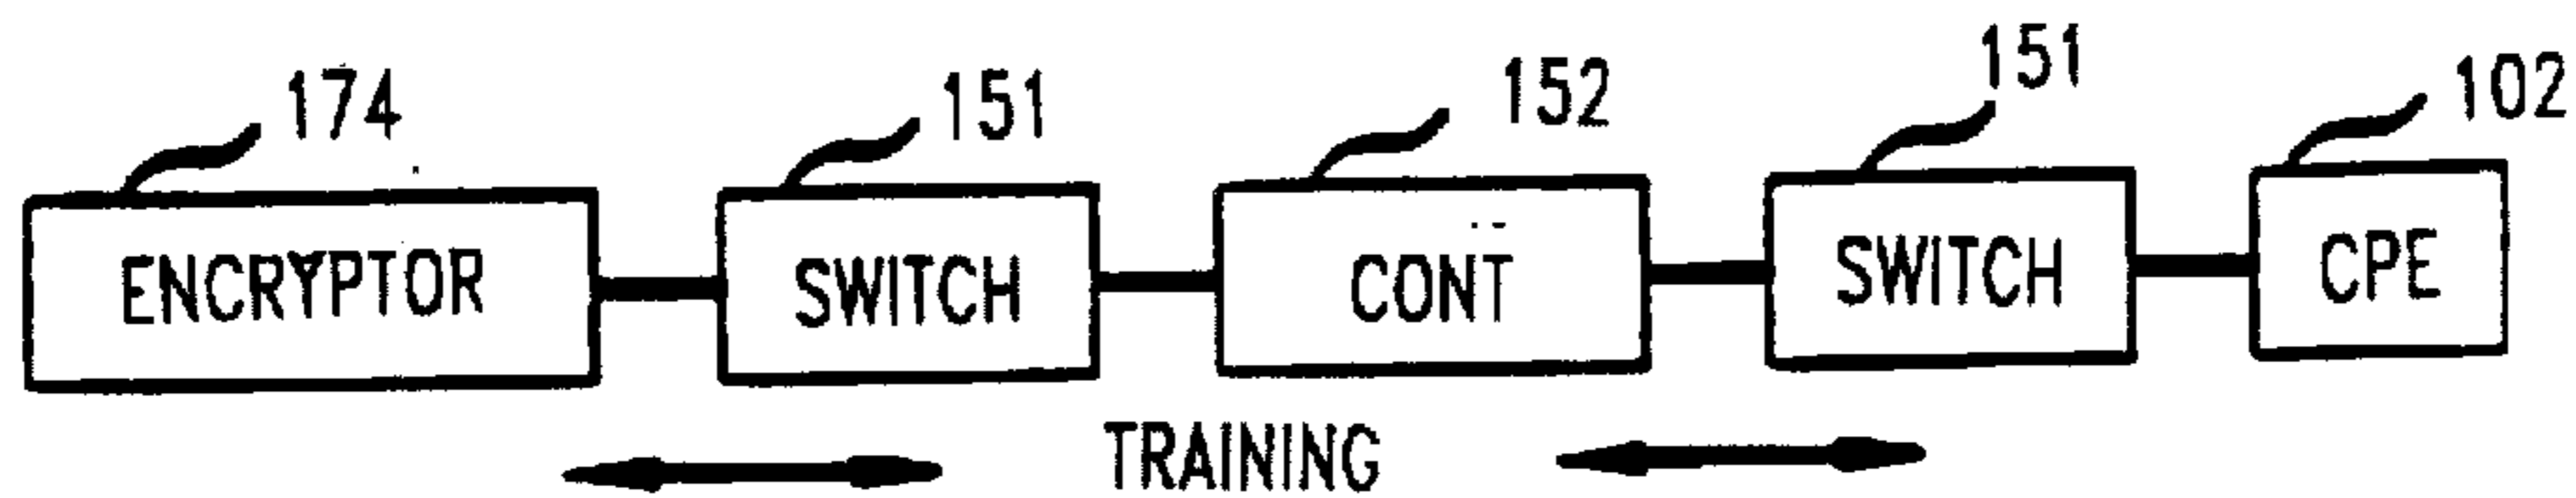 174 151 152 151 102
ENCRYPTOR SWITCH CONT SWITCH CPE
TRAINING